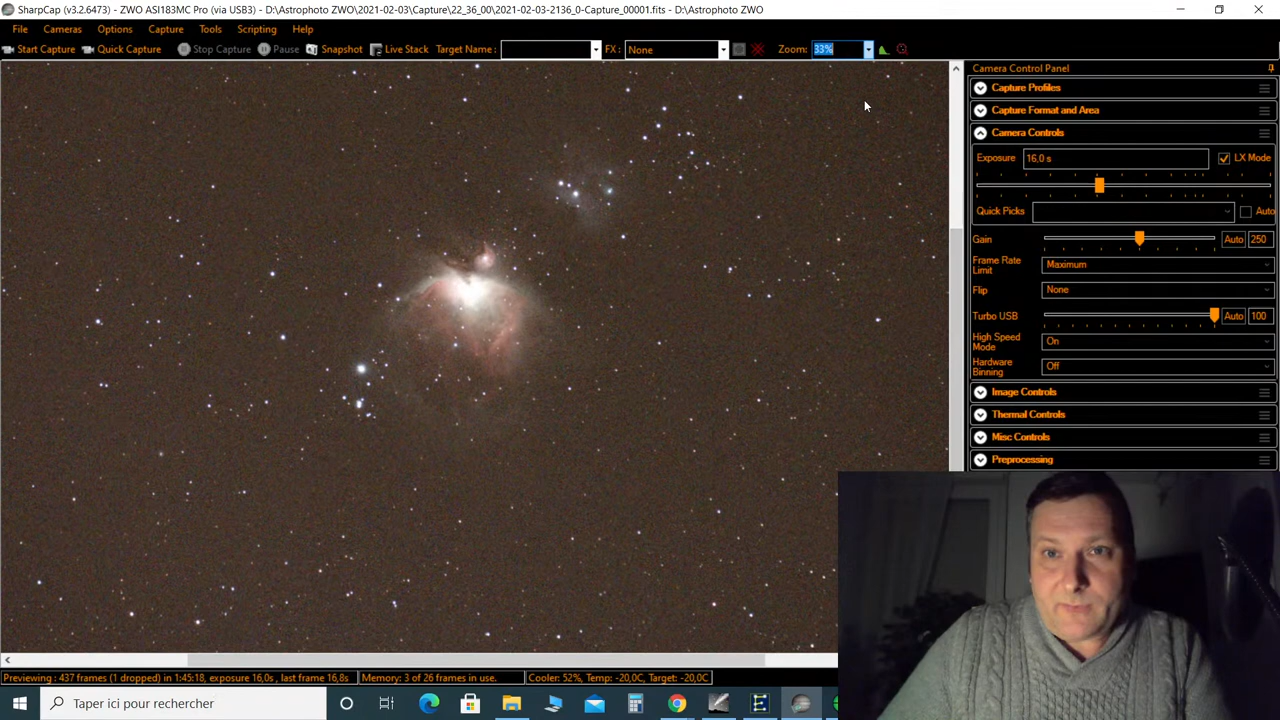 SharpCap (v3.2.6473) - ZWO ASI183MC Pro (via USB3) - D:\Astrophoto ZWO\2021-02-03\Capture\22_36_00\2021-02-03-2136_0-Capture_00001.fits - D:\Astrophoto ZWO
File Cameras Options Capture Tools Scripting Help
Start Capture Quick Capture Stop Capture Pause Snapshot Live Stack Target Name : FX : None Zoom: 33%
Camera Control Panel
Capture Profiles
Capture Format and Area
Camera Controls
Exposure 16,0 s LX Mode
Quick Picks Auto
Gain Auto 250
Frame Rate Limit Maximum
Flip None
Turbo USB Auto 100
High Speed Mode On
Hardware Binning Off
Image Controls
Thermal Controls
Misc Controls
Preprocessing
Previewing : 437 frames (1 dropped) in 1:45:18, exposure 16,0s , last frame 16,8s Memory: 3 of 26 frames in use. Cooler: 52%, Temp: -20,0C, Target: -20,0C
Taper ici pour rechercher